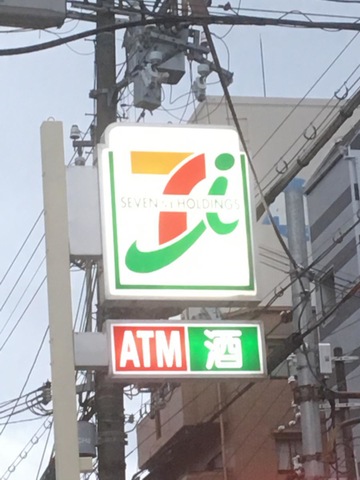 SEVEN & i HOLDINGS
ATM 酒